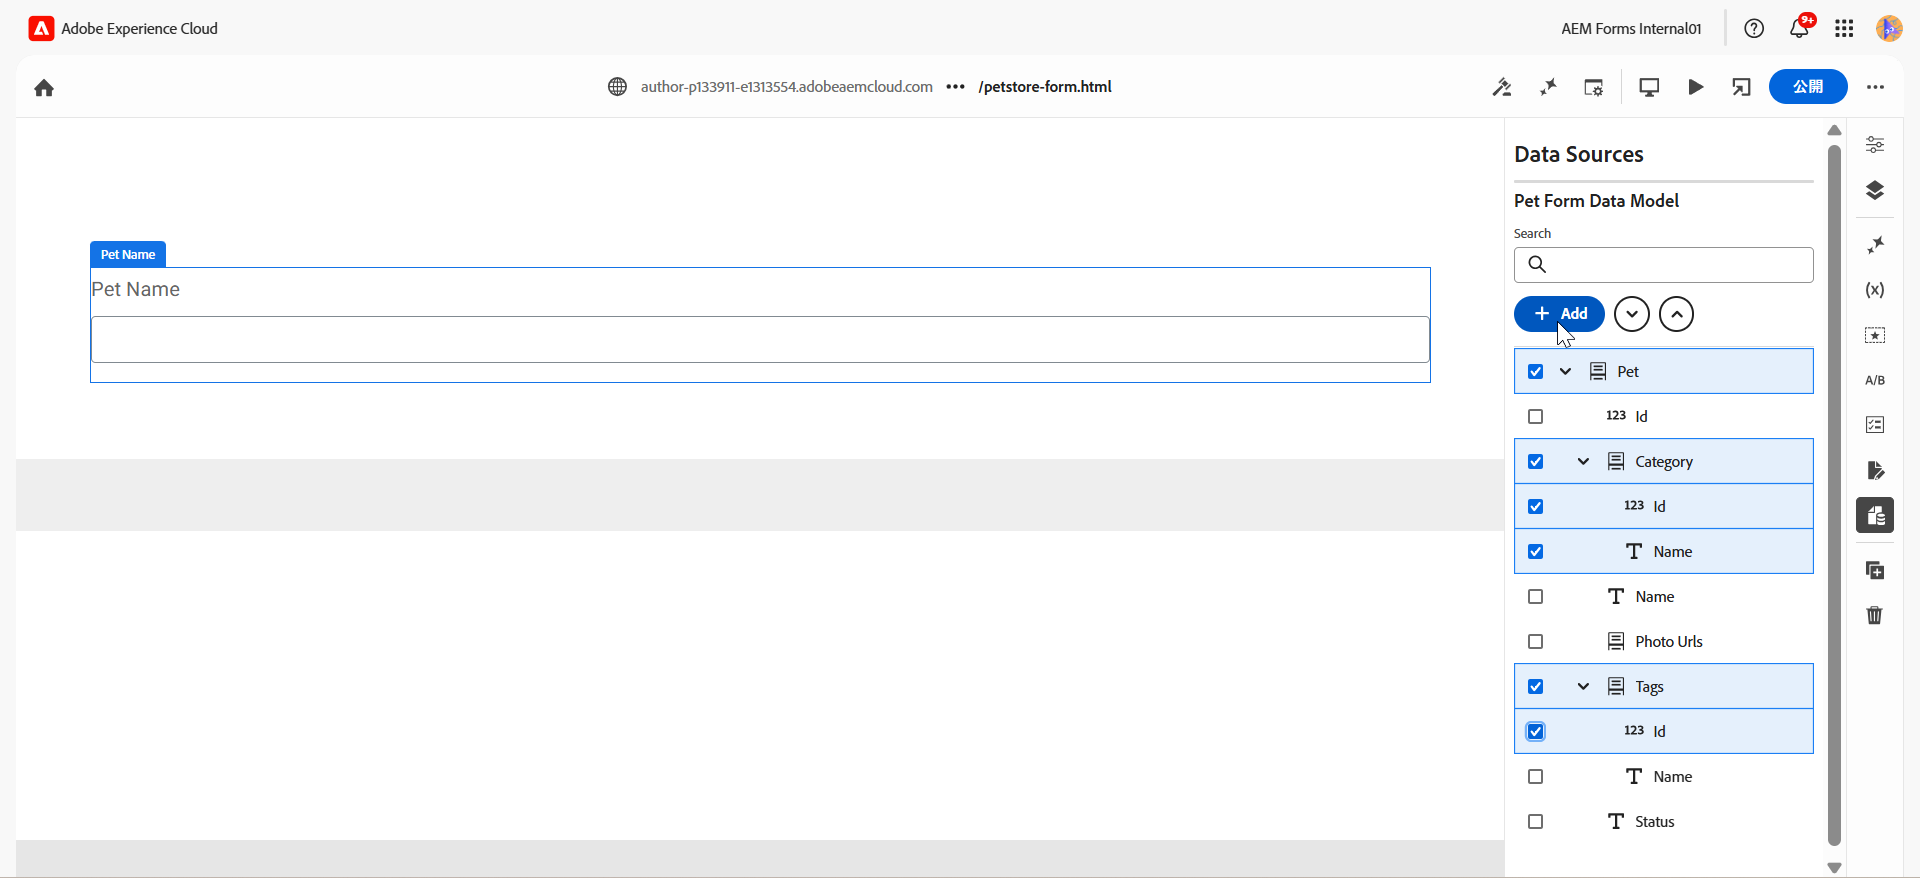 Adobe Experience Cloud
AEM Forms Internal01
9+
author-p133911-e1313554.adobeaemcloud.com ••• /petstore-form.html
公開
Data Sources
Pet Form Data Model
Search
Add
Pet Name
Pet Name
Pet
123 Id
Category
123 Id
Name
Name
Photo Urls
Tags
123 Id
Name
Status
(x)
A/B